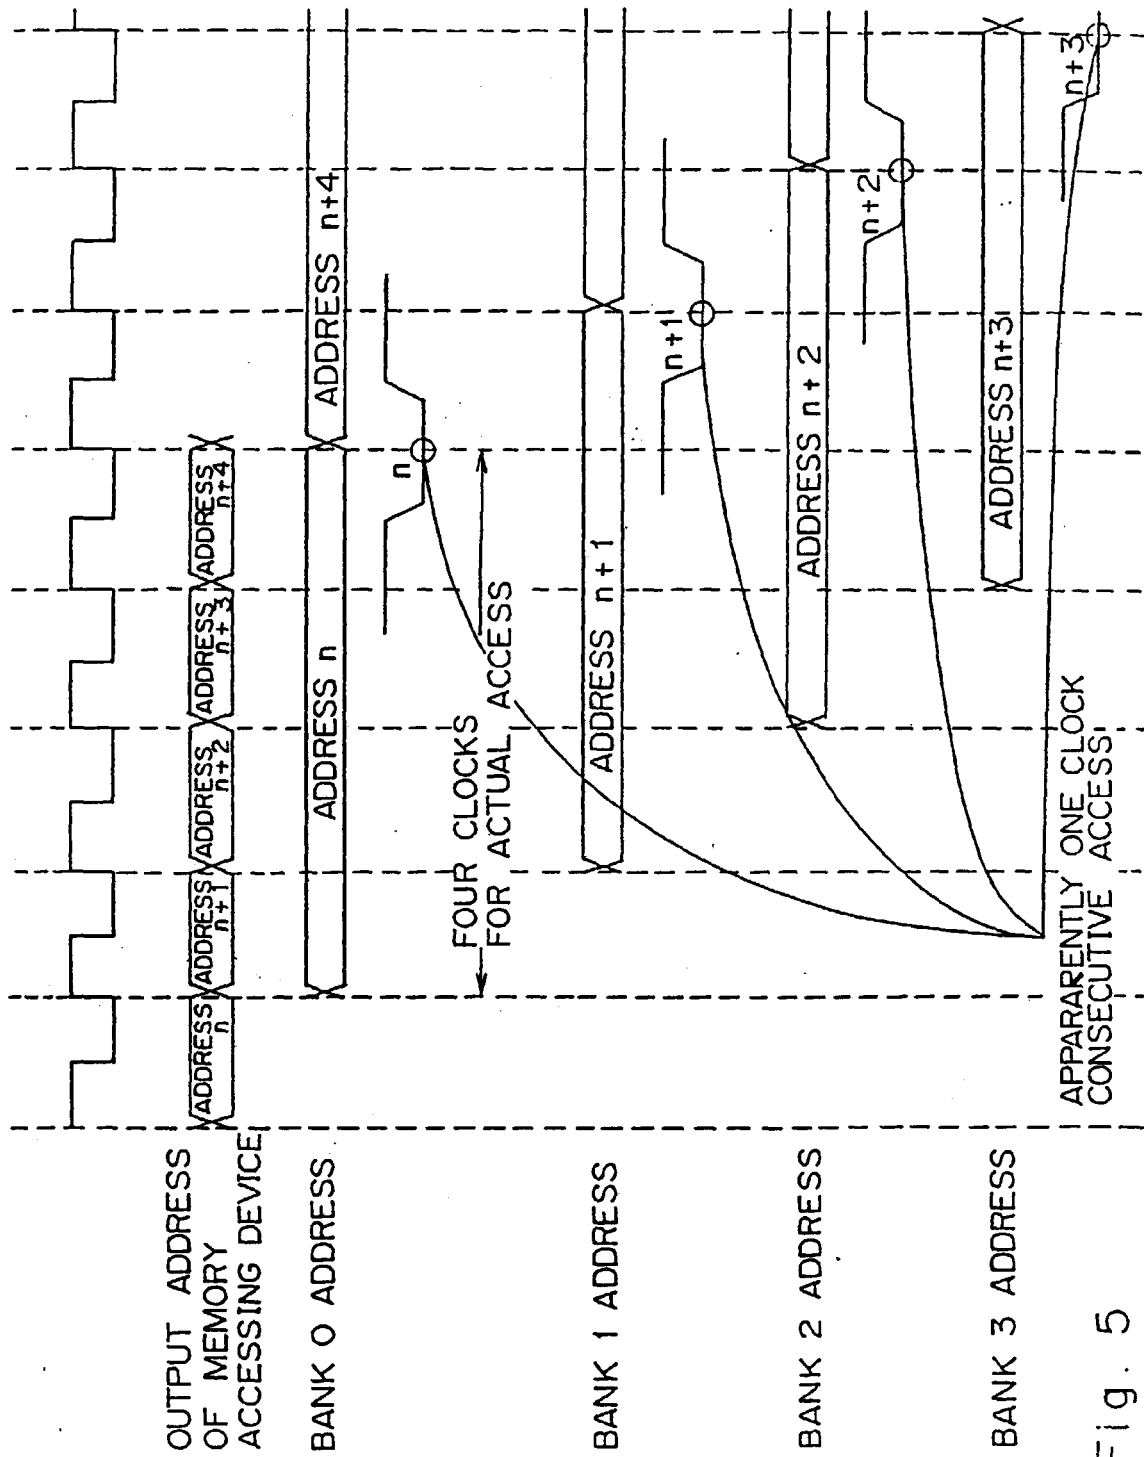 OUTPUT ADDRESS
OF MEMORY
ACCESSING DEVICE
ADDRESS
n
ADDRESS
n+1
ADDRESS
n+2
ADDRESS
n+3
ADDRESS
n+4
BANK 0 ADDRESS
ADDRESS n
ADDRESS n+4
n
FOUR CLOCKS
FOR ACTUAL ACCESS
BANK 1 ADDRESS
ADDRESS n+1
n+1
BANK 2 ADDRESS
ADDRESS n+2
n+2
BANK 3 ADDRESS
ADDRESS n+3
n+3
APPARARENTLY ONE CLOCK
CONSECUTIVE ACCESS
Fig. 5